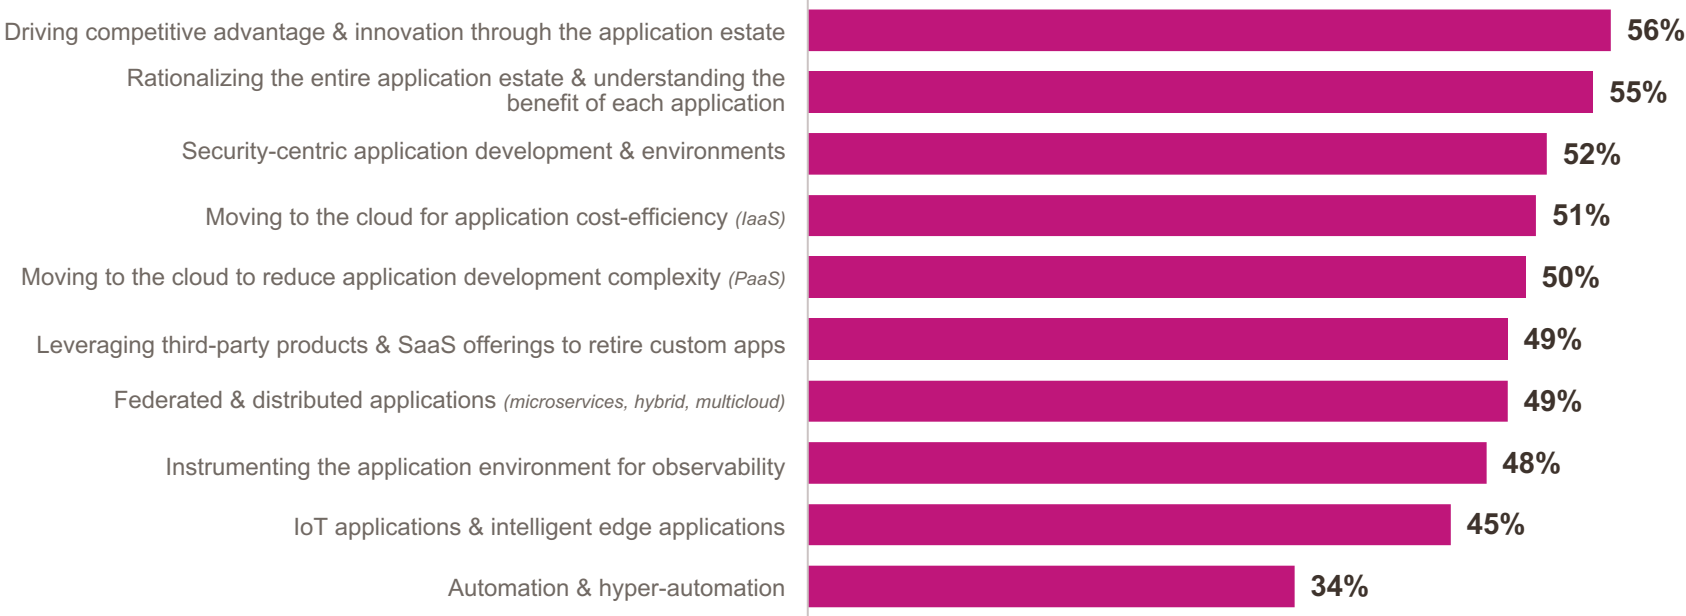 Driving competitive advantage & innovation through the application estate
56%
Rationalizing the entire application estate & understanding the
benefit of each application
55%
Security-centric application development & environments
52%
Moving to the cloud for application cost-efficiency (IaaS)
51%
Moving to the cloud to reduce application development complexity (PaaS)
50%
Leveraging third-party products & SaaS offerings to retire custom apps
49%
Federated & distributed applications (microservices, hybrid, multicloud)
49%
Instrumenting the application environment for observability
48%
IoT applications & intelligent edge applications
45%
Automation & hyper-automation
34%